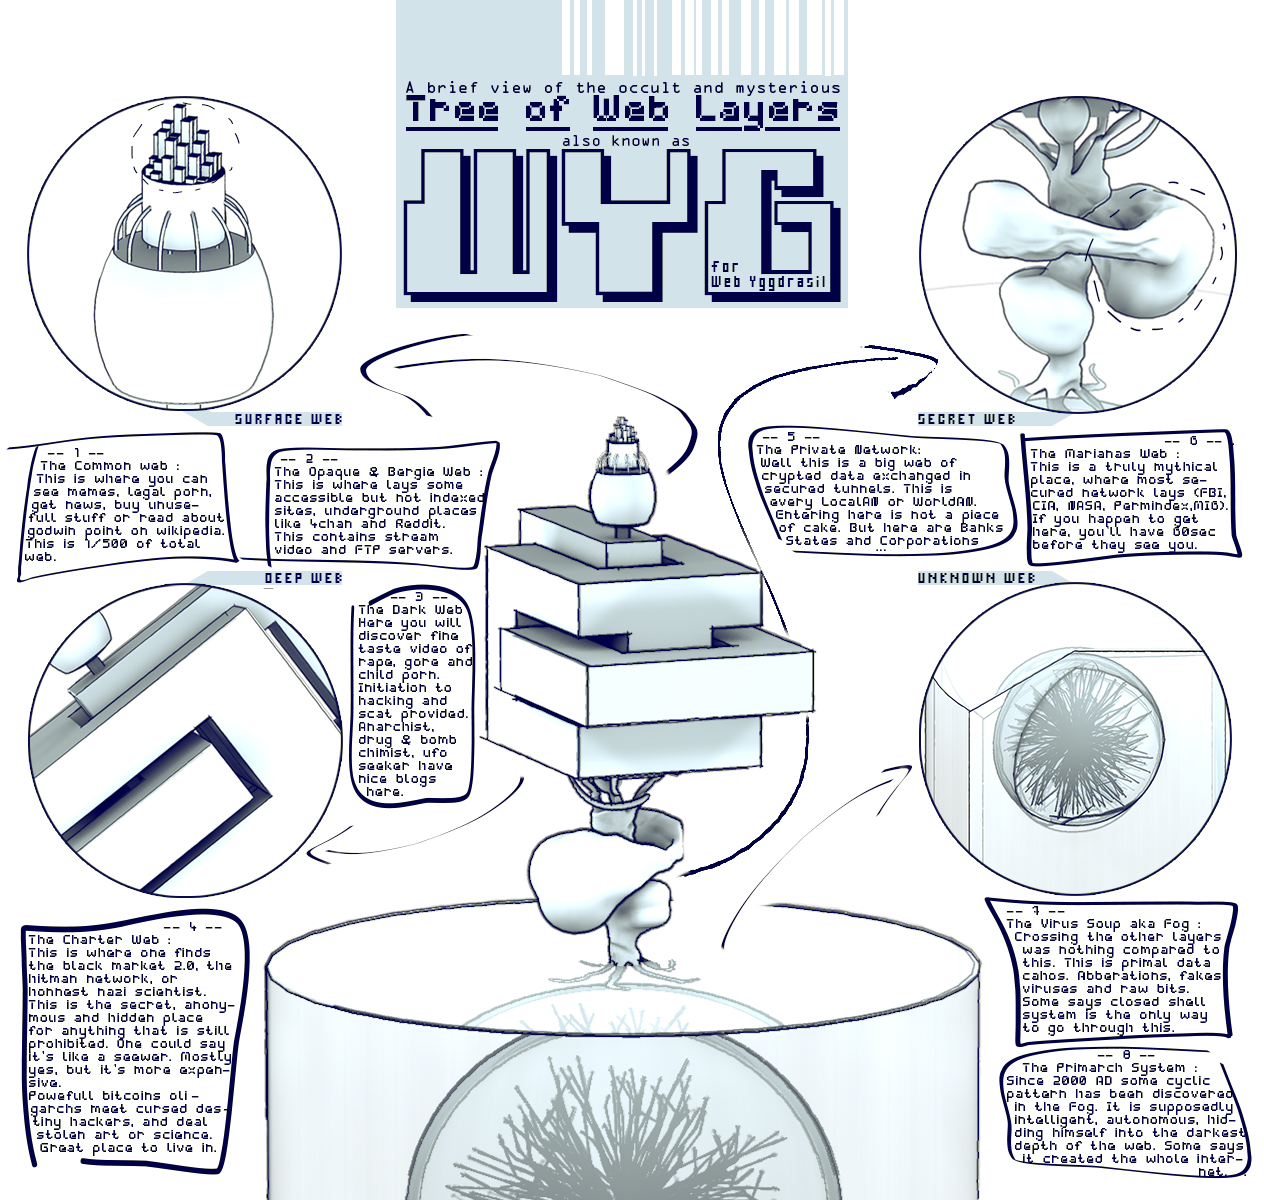 A brief view of the occult and mysterious
Tree of Web Layers
also known as
WYG
for
Web Yggdrasil
SURFACE WEB
-- 1 --
The Common web :
This is where you can
see memes, legal porn,
get news, buy unuse-
full stuff or read about
godwin point on wikipedia.
This is 1/500 of total
web.
-- 2 --
The Opaque & Bergie Web :
This is where lays some
accessible but not indexed
sites, underground places
like 4chan and Reddit.
This contains stream
video and FTP servers.
DEEP WEB
-- 3 --
The Dark Web
Here you will
discover fine
taste video of
rape, gore and
child porn.
Initiation to
hacking and
scat provided.
Anarchist,
drug & bomb
chimist, ufo
seeker have
nice blogs
here.
-- 4 --
The Charter Web :
This is where one finds
the black market 2.0, the
hitman network, or
honnest nazi scientist.
This is the secret, anony-
mous and hidden place
for anything that is still
prohibited. One could say
it's like a seewer. Mostly
yes, but it's more expen-
sive.
Powefull bitcoins oli-
garchs meet cursed des-
tiny hackers, and deal
stolen art or science.
Great place to live in.
SECRET WEB
-- 5 --
The Private Network:
Well this is a big web of
crypted data exchanged in
secured tunnels. This is
every LocalAN or WorldAN.
Entering here is not a piece
of cake. But here are Banks
States and Corporations
...
-- 6 --
The Marianas Web :
This is a truly mythical
place, where most se-
cured network lays (FBI,
CIA, NASA, Permindex,MI6).
If you happen to get
here, you'll have 60sec
before they see you.
UNKNOWN WEB
-- 7 --
The Virus Soup aka Fog :
Crossing the other layers
was nothing compared to
this. This is primal data
cahos. Abberations, fakes
viruses and raw bits.
Some says closed shell
system is the only way
to go through this.
-- 8 --
The Primarch System :
Since 2000 AD some cyclic
pattern has been discovered
in the Fog. It is supposedly
intelligent, autonomous, hid-
ding himself into the darkest
depth of the web. Some says
it created the whole inter-
net.